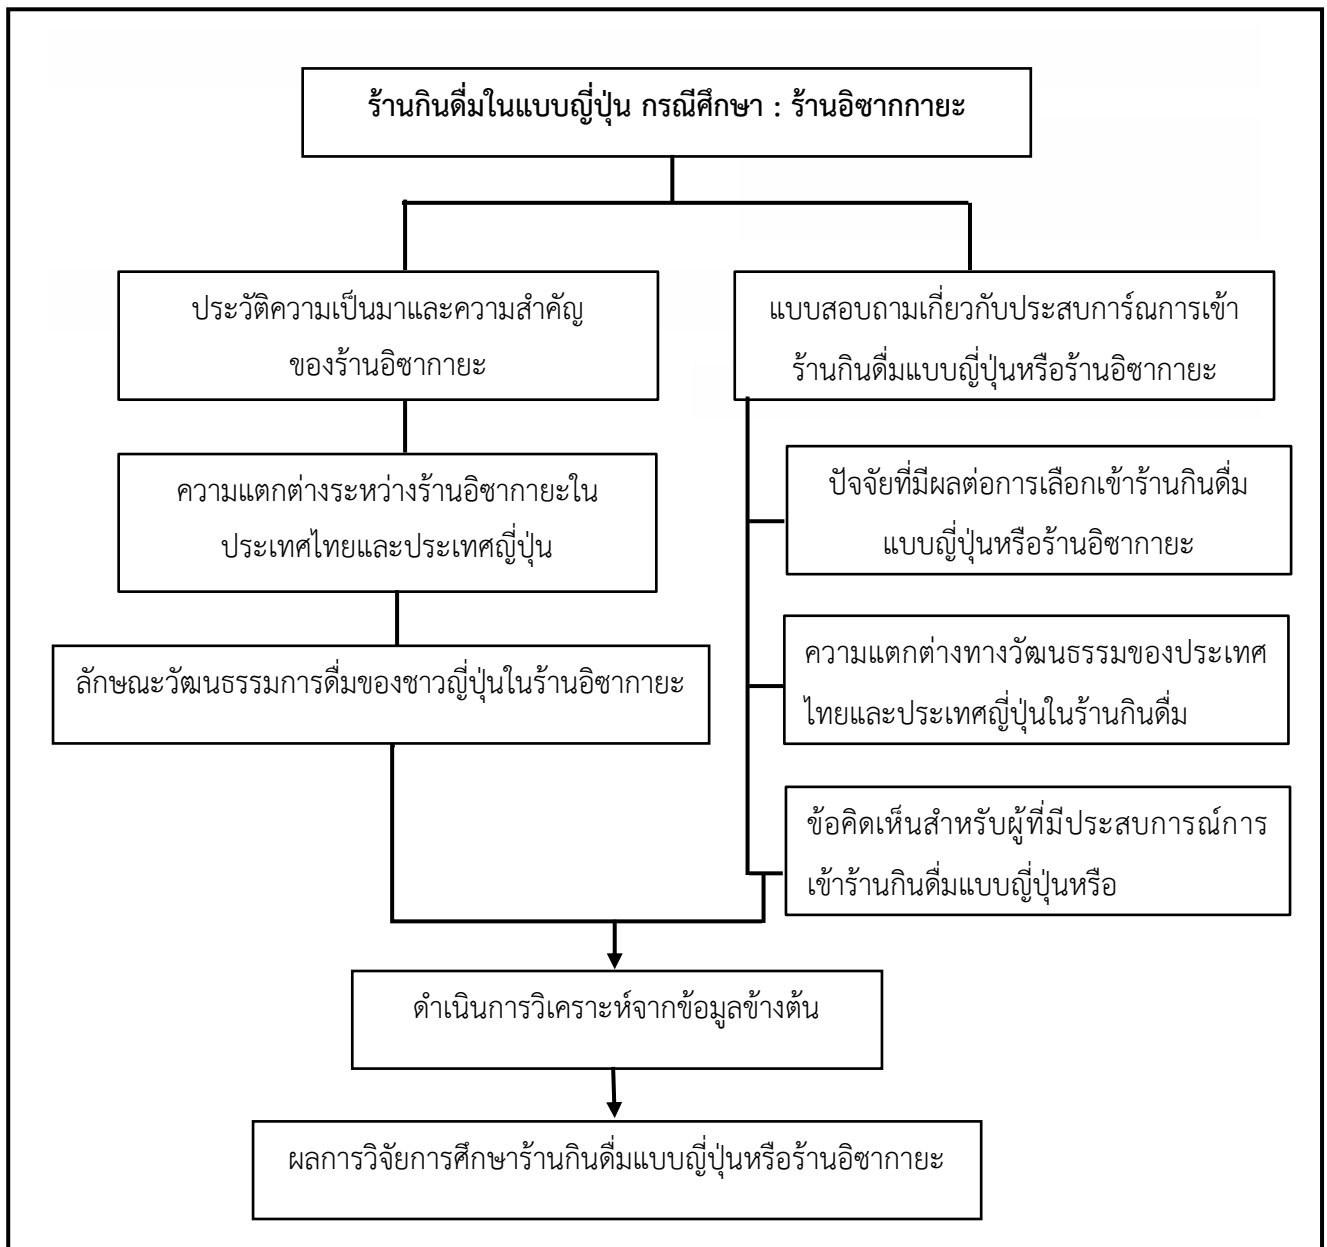 ร้านกินดื่มในแบบญี่ปุ่น กรณีศึกษา : ร้านอิซากกายะ
ประวัติความเป็นมาและความสำคัญ
ของร้านอิซากายะ
แบบสอบถามเกี่ยวกับประสบการ์ณการเข้า
ร้านกินดื่มแบบญี่ปุ่นหรือร้านอิซากายะ
ความแตกต่างระหว่างร้านอิซากายะใน
ประเทศไทยและประเทศญี่ปุ่น
ปัจจัยที่มีผลต่อการเลือกเข้าร้านกินดื่ม
แบบญี่ปุ่นหรือร้านอิซากายะ
ลักษณะวัฒนธรรมการดื่มของชาวญี่ปุ่นในร้านอิซากายะ
ความแตกต่างทางวัฒนธรรมของประเทศ
ไทยและประเทศญี่ปุ่นในร้านกินดื่ม
ข้อคิดเห็นสำหรับผู้ที่มีประสบการณ์การ
เข้าร้านกินดื่มแบบญี่ปุ่นหรือ
ดำเนินการวิเคราะห์จากข้อมูลข้างต้น
ผลการวิจัยการศึกษาร้านกินดื่มแบบญี่ปุ่นหรือร้านอิซากายะ